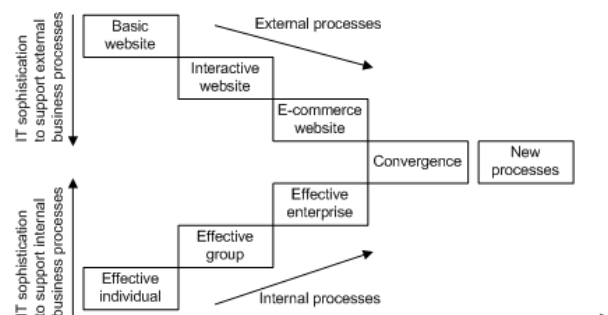 Basic
website
External processes
Interactive
website
E-commerce
website
IT sophistication
to support external
business processes
Convergence
New
processes
Effective
enterprise
Effective
group
Effective
individual
Internal processes
IT sophistication
to support internal
business processes